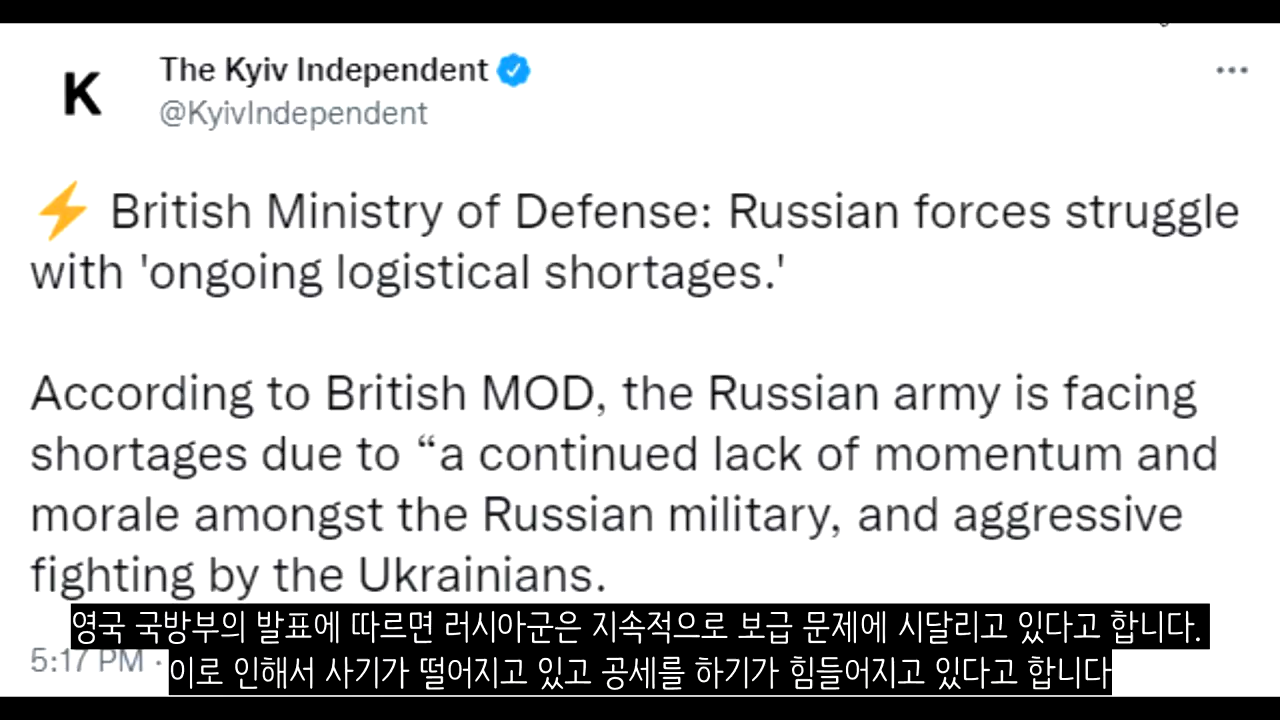 The Kyiv Independent
K
@KyivIndependent
⚡ British Ministry of Defense: Russian forces struggle
with 'ongoing logistical shortages.'
According to British MOD, the Russian army is facing
shortages due to “a continued lack of momentum and
morale amongst the Russian military, and aggressive
fighting by the Ukrainians.
영국 국방부의 발표에 따르면 러시아군은 지속적으로 보급 문제에 시달리고 있다고 합니다.
5:17 PM ·
이로 인해서 사기가 떨어지고 있고 공세를 하기가 힘들어지고 있다고 합니다